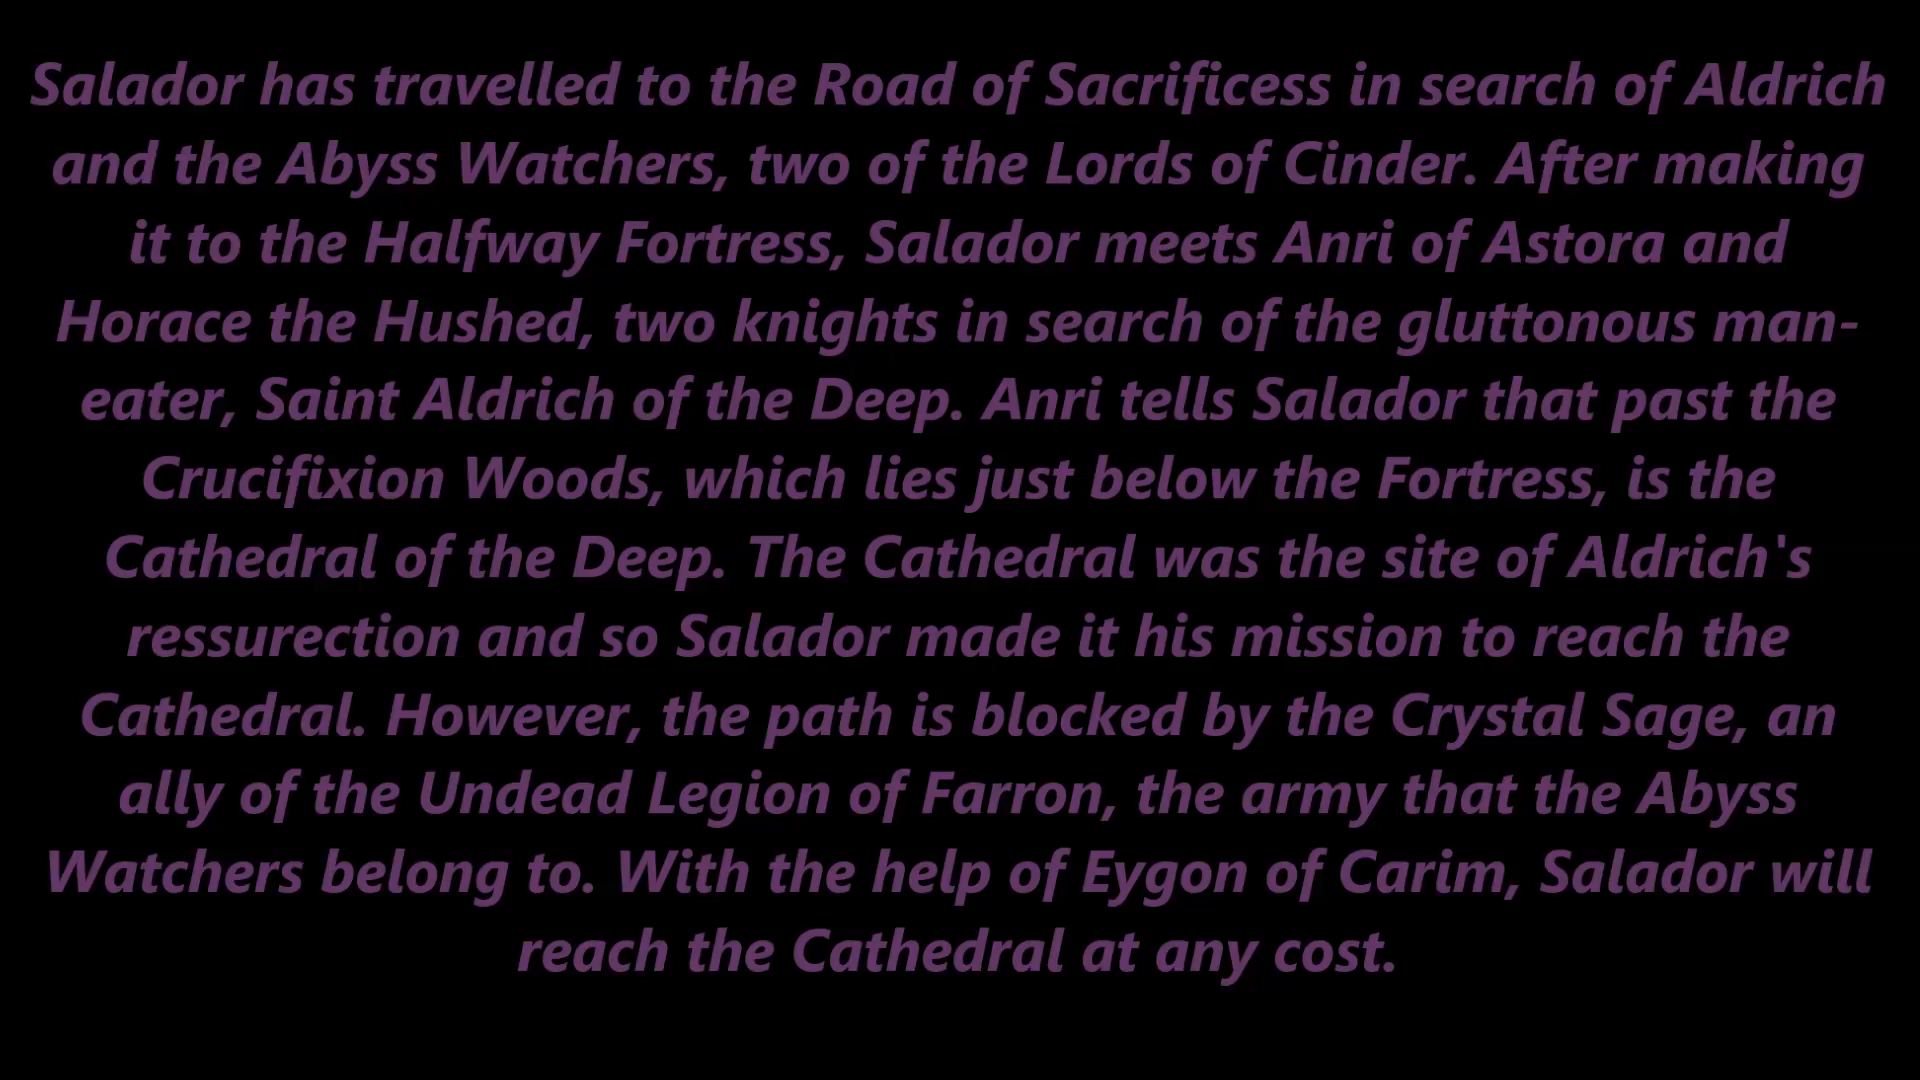 Salador has travelled to the Road of Sacrificess in search of Aldrich
and the Abyss Watchers, two of the Lords of Cinder. After making
it to the Halfway Fortress, Salador meets Anri of Astora and
Horace the Hushed, two knights in search of the gluttonous man-
eater, Saint Aldrich of the Deep. Anri tells Salador that past the
Crucifixion Woods, which lies just below the Fortress, is the
Cathedral of the Deep. The Cathedral was the site of Aldrich's
ressurection and so Salador made it his mission to reach the
Cathedral. However, the path is blocked by the Crystal Sage, an
ally of the Undead Legion of Farron, the army that the Abyss
Watchers belong to. With the help of Eygon of Carim, Salador will
reach the Cathedral at any cost.